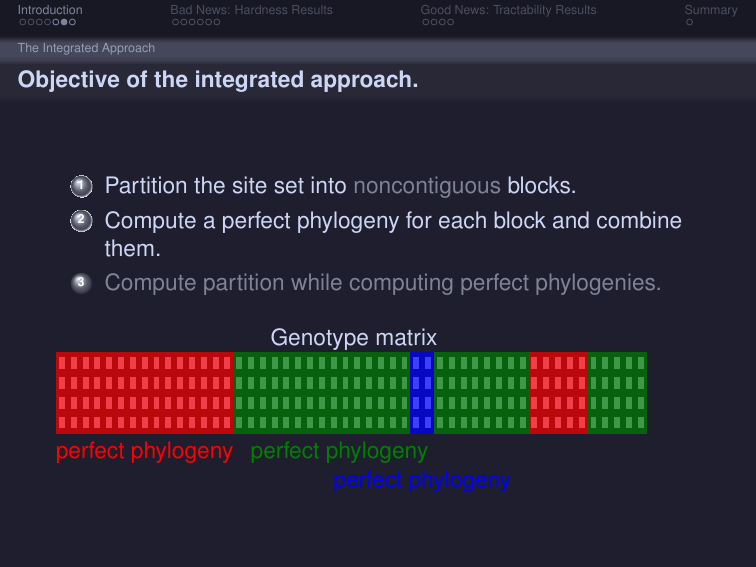 Introduction
Bad News: Hardness Results
Good News: Tractability Results
Summary
The Integrated Approach
Objective of the integrated approach.
1 Partition the site set into noncontiguous blocks.
2 Compute a perfect phylogeny for each block and combine
them.
3 Compute partition while computing perfect phylogenies.
Genotype matrix
perfect phylogeny perfect phylogeny
perfect phylogeny